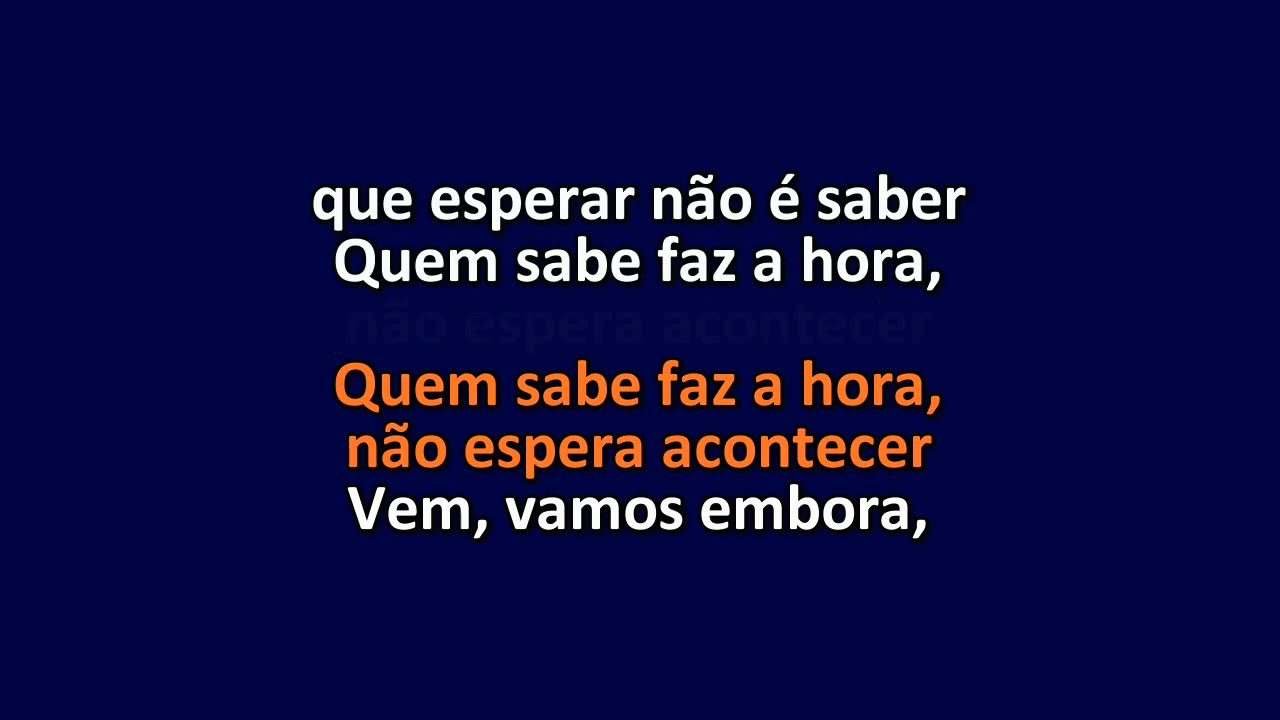 que esperar não é saber
Quem sabe faz a hora,
não espera acontecer
Quem sabe faz a hora,
não espera acontecer
Vem, vamos embora,